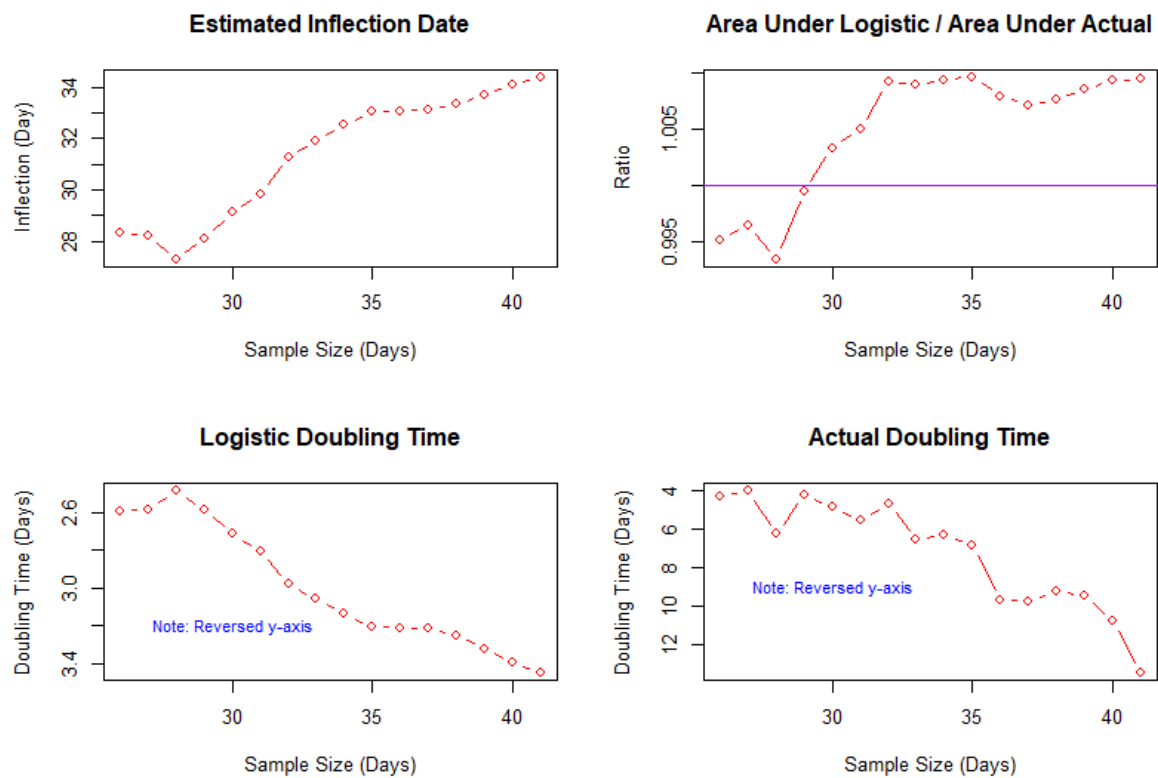 Estimated Inflection Date
Inflection (Day)
34
32
30
28
30 35 40
Sample Size (Days)
Area Under Logistic / Area Under Actual
Ratio
1.005
0.995
30 35 40
Sample Size (Days)
Logistic Doubling Time
Doubling Time (Days)
2.6
3.0
3.4
Note: Reversed y-axis
30 35 40
Sample Size (Days)
Actual Doubling Time
Doubling Time (Days)
4
6
8
10
12
Note: Reversed y-axis
30 35 40
Sample Size (Days)